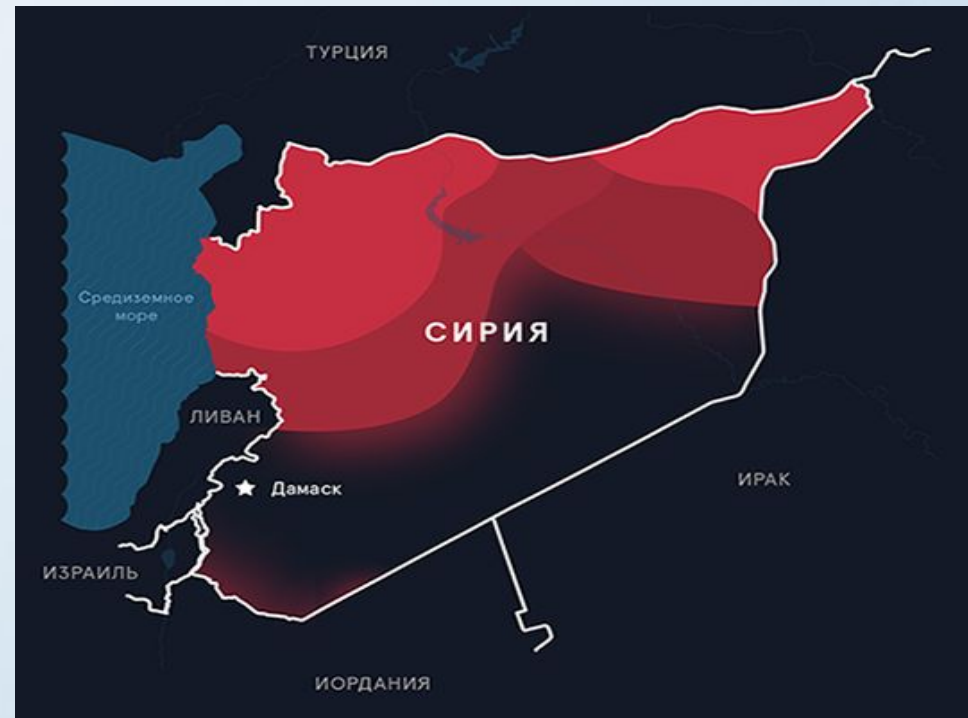 ТУРЦИЯ
Средиземное
море
СИРИЯ
ЛИВАН
Дамаск
ИРАК
ИЗРАИЛЬ
ИОРДАНИЯ